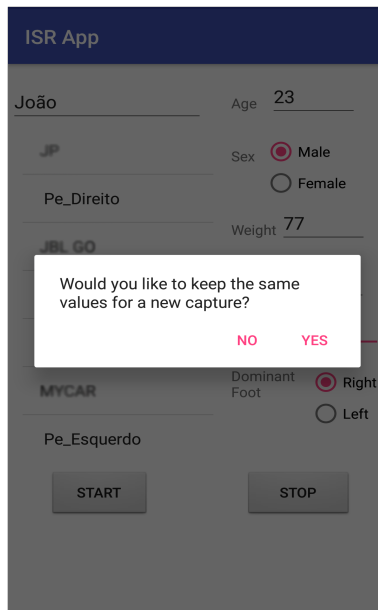 ISR App
João
Age 23
JP
Sex Male
Female
Pe_Direito
Weight 77
JBL GO
Would you like to keep the same
values for a new capture?
NO YES
Dominant
Foot
Right
MYCAR
Left
Pe_Esquerdo
START STOP